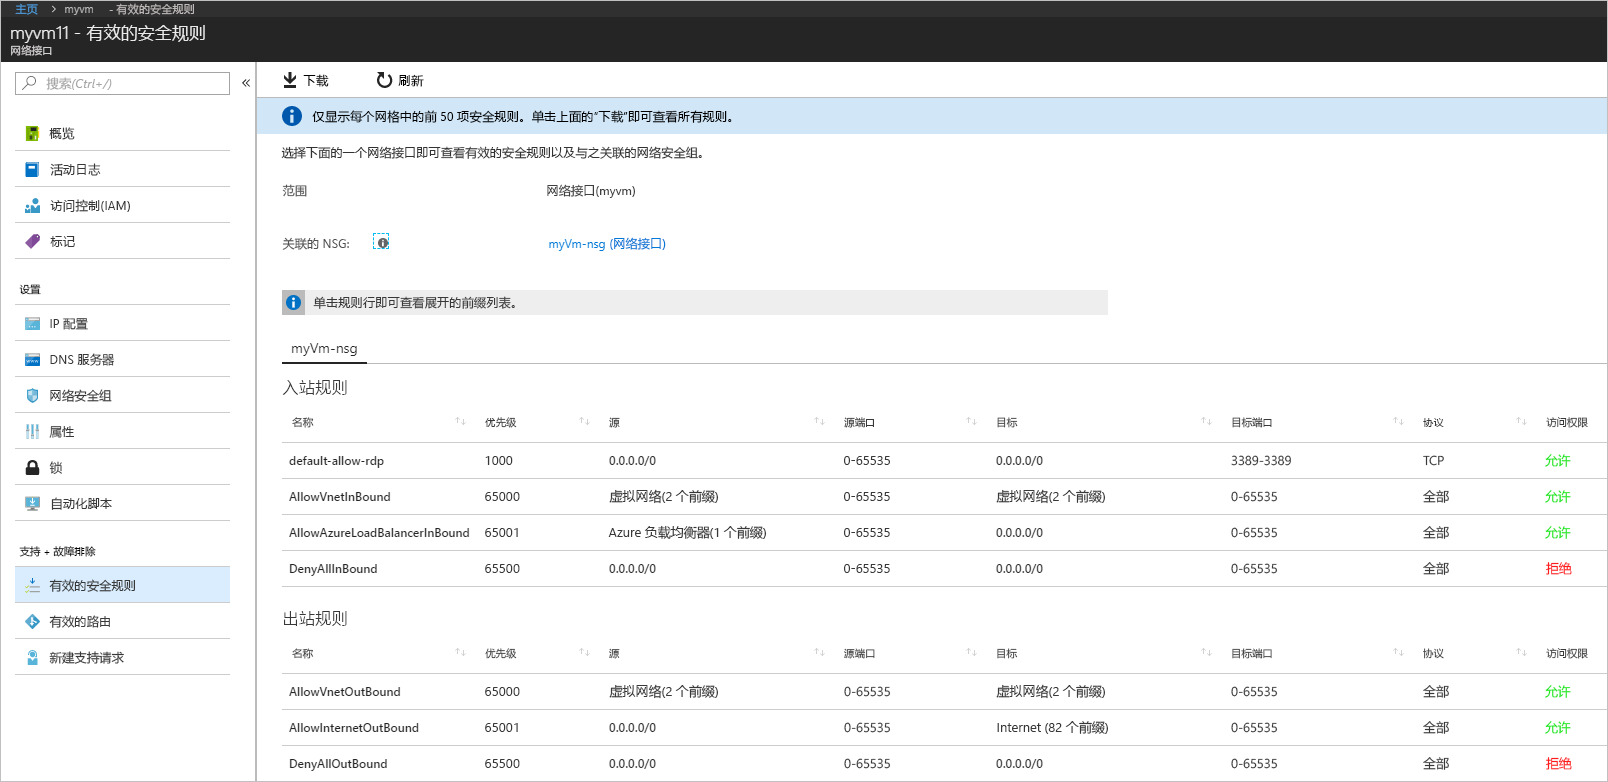 主页 > myvm - 有效的安全规则
myvm11 - 有效的安全规则
网络接口
搜索(Ctrl+/)
«
概览
活动日志
访问控制(IAM)
标记
设置
IP 配置
DNS 服务器
网络安全组
属性
锁
自动化脚本
支持 + 故障排除
有效的安全规则
有效的路由
新建支持请求
下载 刷新
仅显示每个网格中的前 50 项安全规则。单击上面的“下载”即可查看所有规则。
选择下面的一个网络接口即可查看有效的安全规则以及与之关联的网络安全组。
范围 网络接口(myvm)
关联的 NSG: myVm-nsg (网络接口)
单击规则行即可查看展开的前缀列表。
myVm-nsg
入站规则
名称 优先级 源 源端口 目标 目标端口 协议 访问权限
default-allow-rdp 1000 0.0.0.0/0 0-65535 0.0.0.0/0 3389-3389 TCP 允许
AllowVnetInBound 65000 虚拟网络(2 个前缀) 0-65535 虚拟网络(2 个前缀) 0-65535 全部 允许
AllowAzureLoadBalancerInBound 65001 Azure 负载均衡器(1 个前缀) 0-65535 0.0.0.0/0 0-65535 全部 允许
DenyAllInBound 65500 0.0.0.0/0 0-65535 0.0.0.0/0 0-65535 全部 拒绝
出站规则
名称 优先级 源 源端口 目标 目标端口 协议 访问权限
AllowVnetOutBound 65000 虚拟网络(2 个前缀) 0-65535 虚拟网络(2 个前缀) 0-65535 全部 允许
AllowInternetOutBound 65001 0.0.0.0/0 0-65535 Internet (82 个前缀) 0-65535 全部 允许
DenyAllOutBound 65500 0.0.0.0/0 0-65535 0.0.0.0/0 0-65535 全部 拒绝